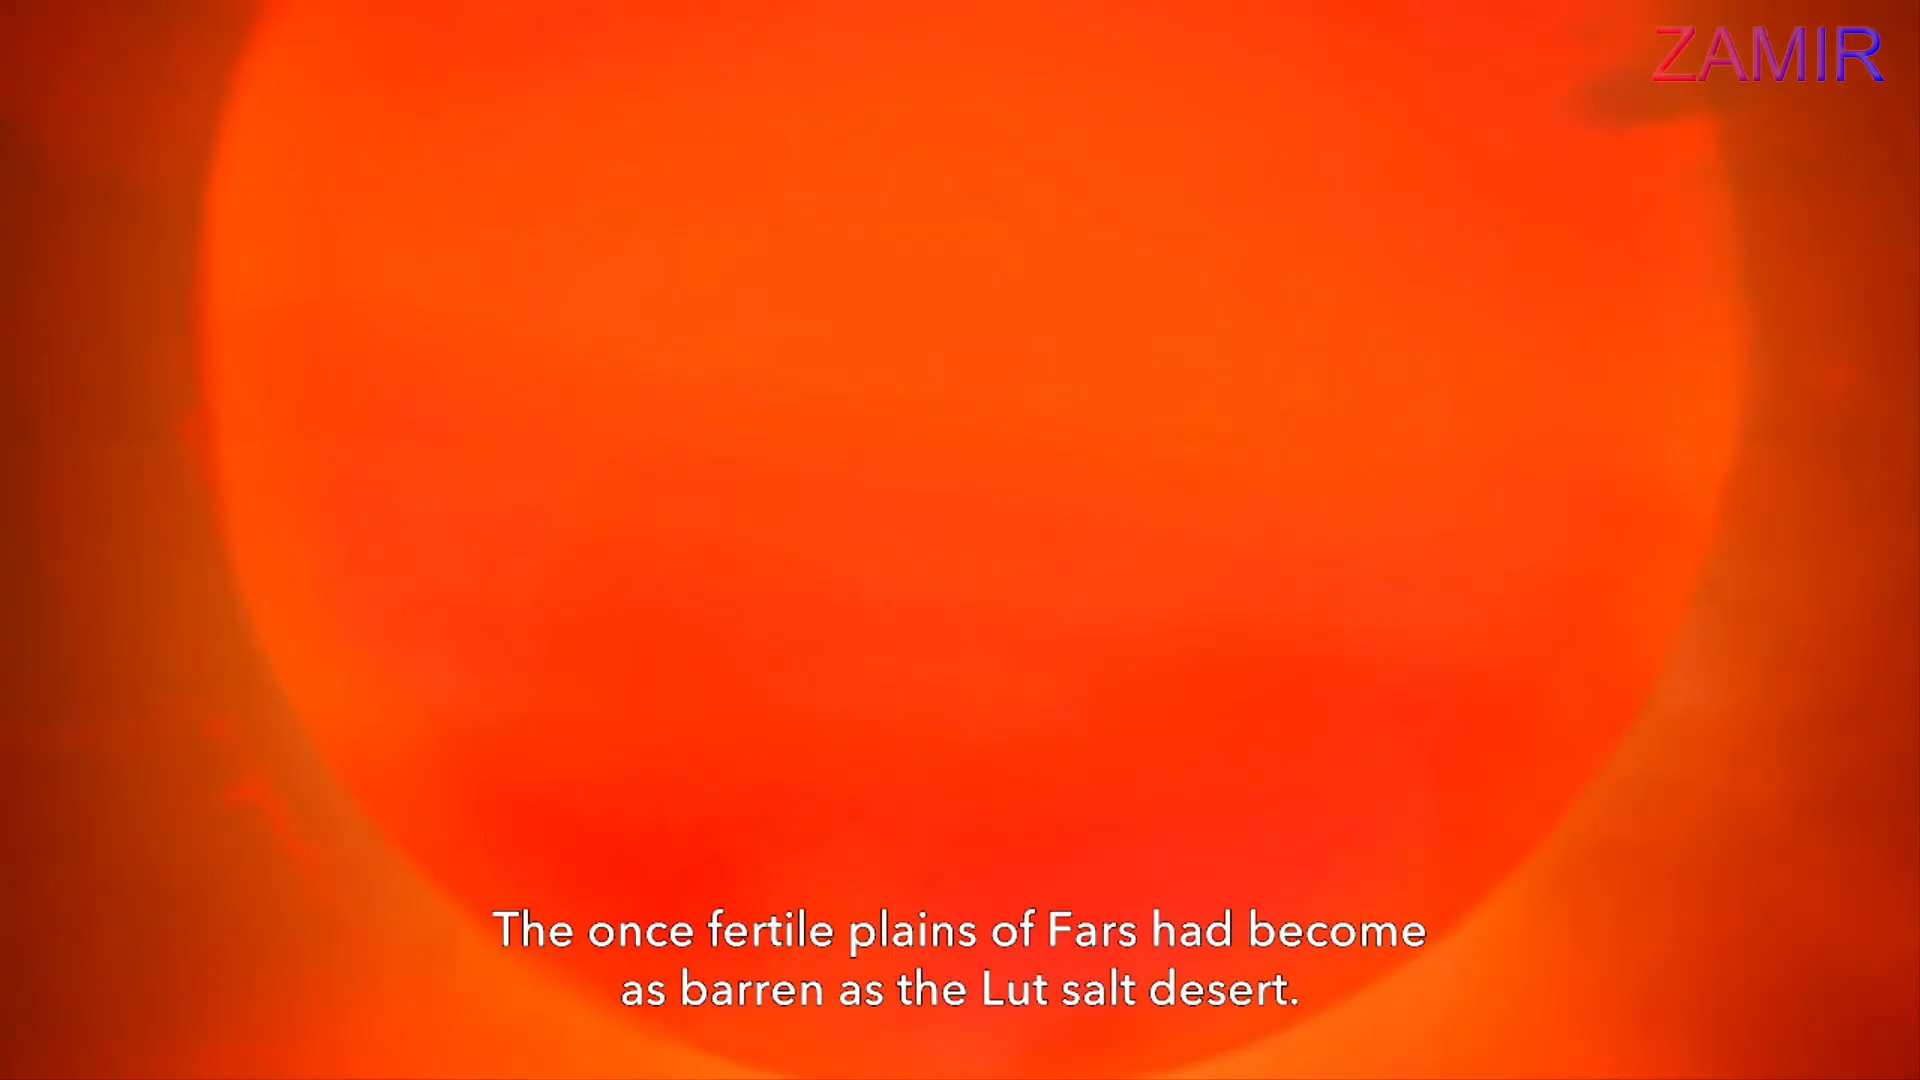 ZAMIR
The once fertile plains of Fars had become
as barren as the Lut salt desert.